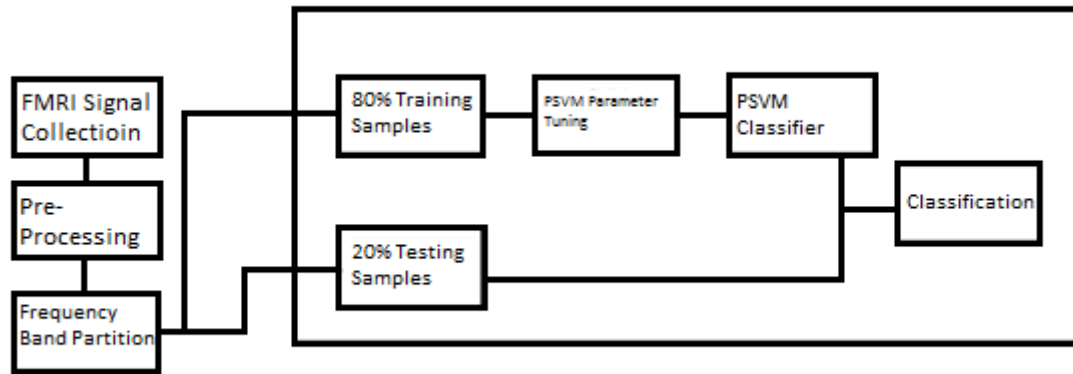 FMRI Signal
Collectioin
Pre-
Processing
Frequency
Band Partition
80% Training
Samples
PSVM Parameter
Tuning
PSVM
Classifier
20% Testing
Samples
Classification